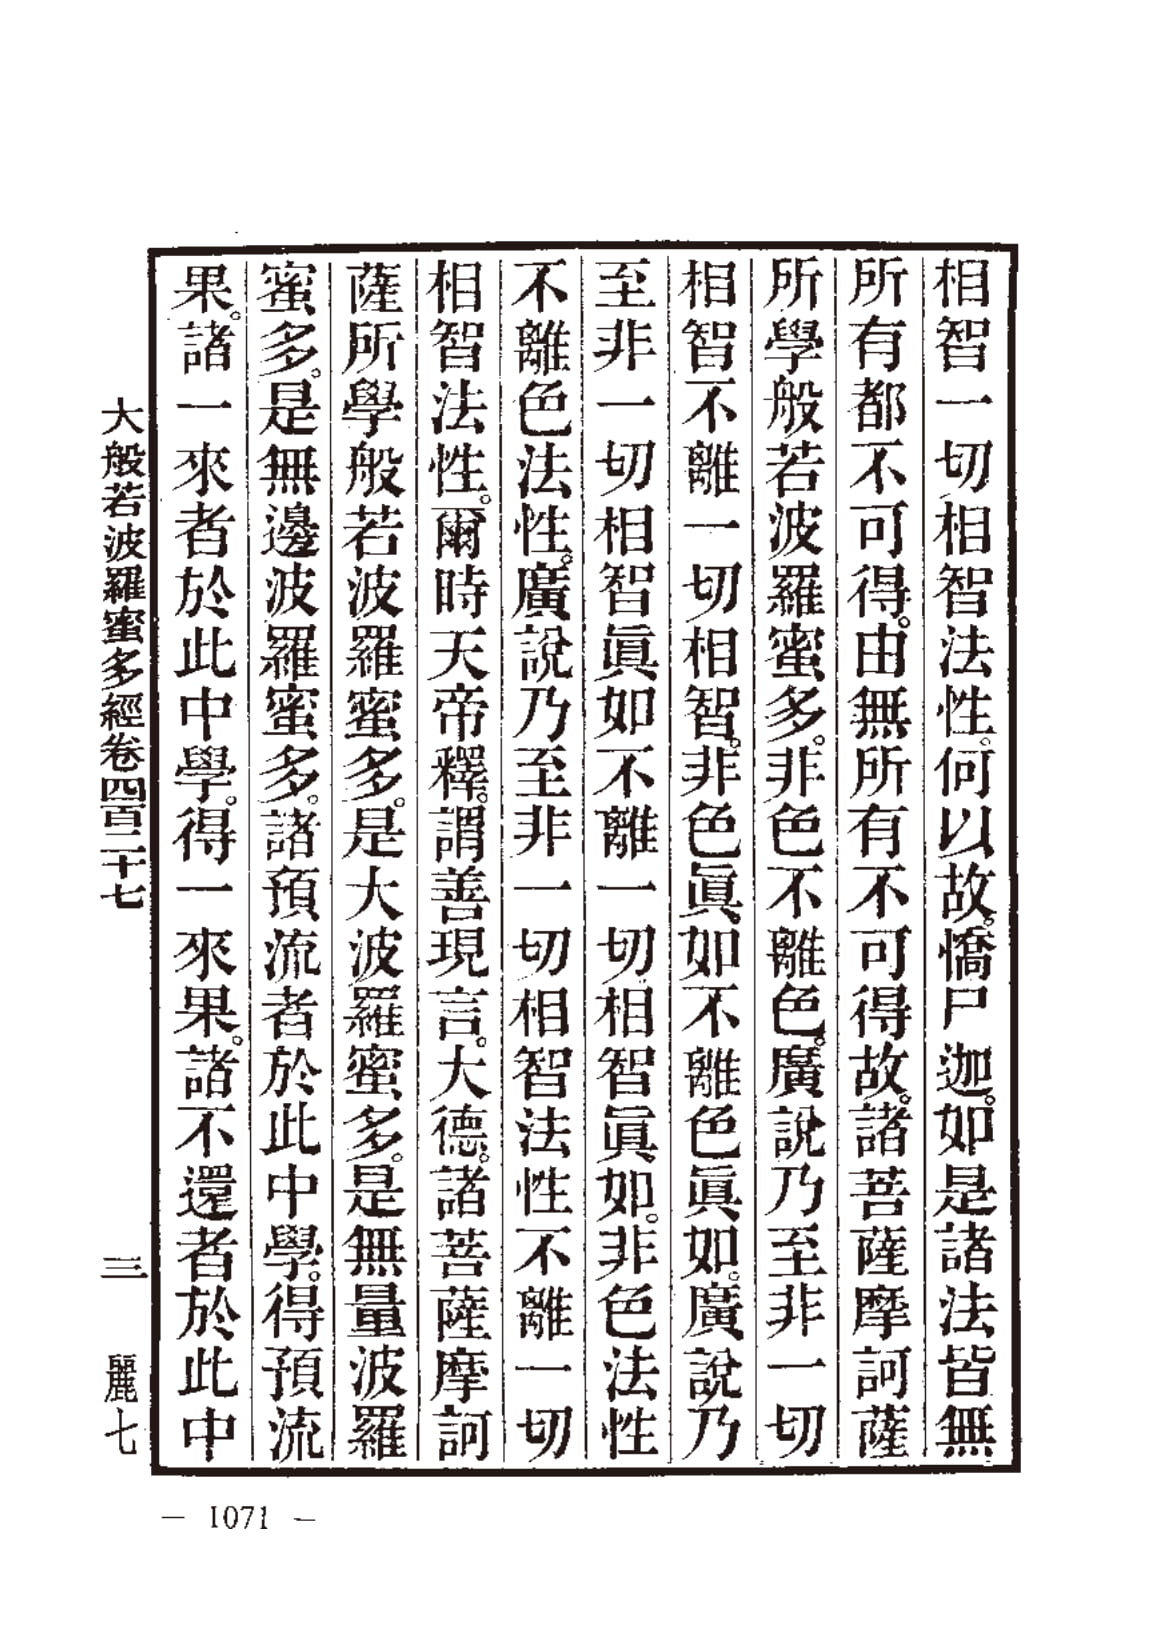 相智一切相智法性。何以故。憍尸迦。如是諸法皆無
所有都不可得。由無所有不可得故。諸菩薩摩訶薩
所學般若波羅蜜多。非色不離色。廣說乃至非一切
相智不離一切相智。非色眞如不離色眞如。廣說乃
至非一切相智眞如不離一切相智眞如。非色法性
不離色法性。廣說乃至非一切相智法性不離一切
相智法性。爾時天帝釋。謂善現言。大德。諸菩薩摩訶
薩所學般若波羅蜜多。是大波羅蜜多。是無量波羅
蜜多。是無邊波羅蜜多。諸預流者於此中學。得預流
果。諸一來者於此中學。得一來果。諸不還者於此中
大般若波羅蜜多經卷四百二十七 三 麗七
— 1071 —